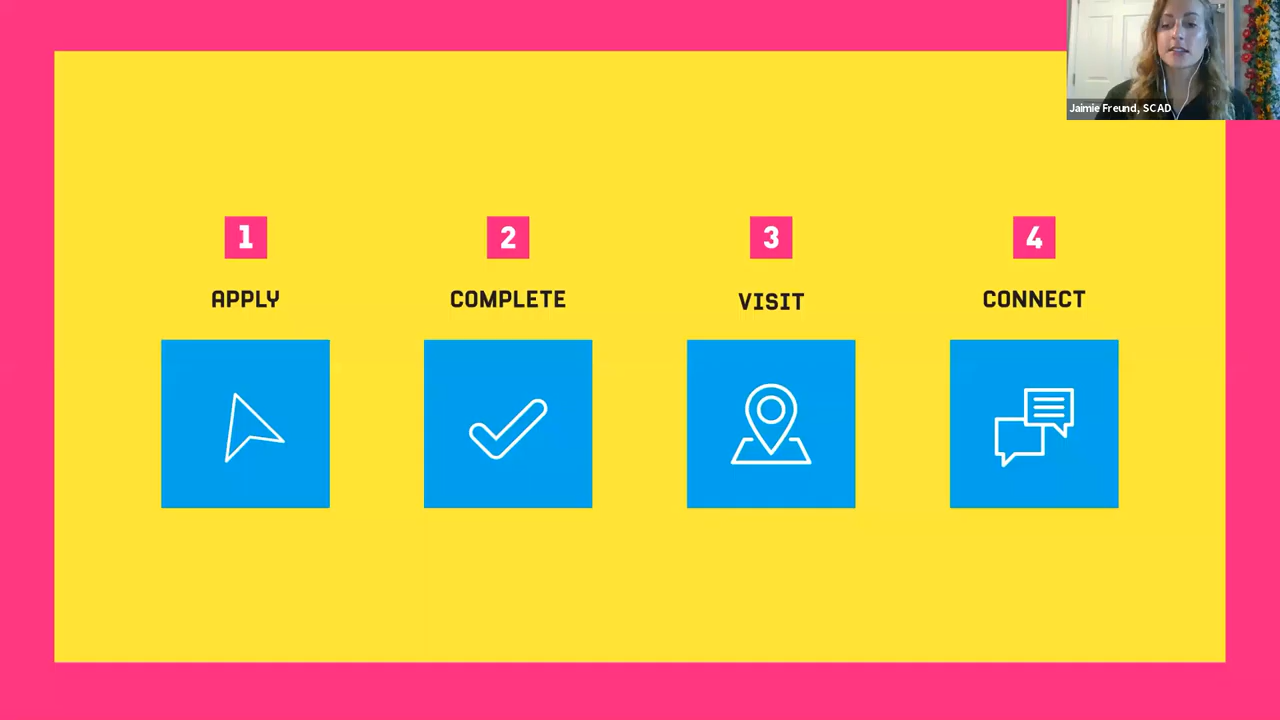 Jaimie Freund, SCAD
1
APPLY
2
COMPLETE
3
VISIT
4
CONNECT